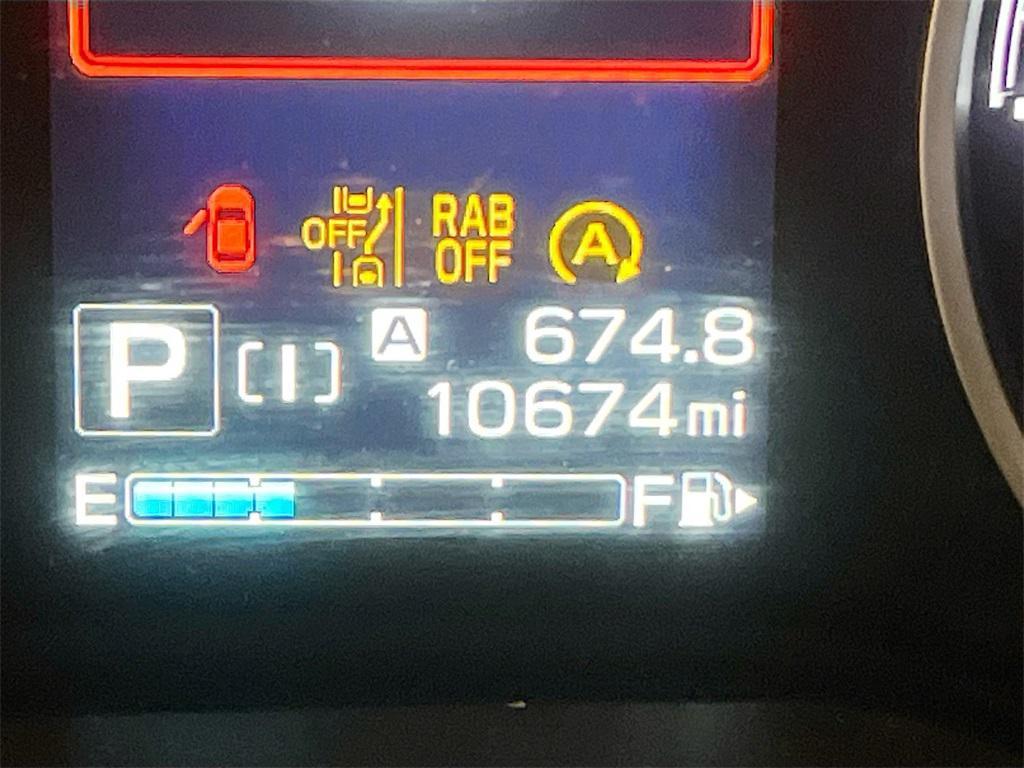 OFF RAB OFF A
P [I] A 674.8
10674 mi
E F